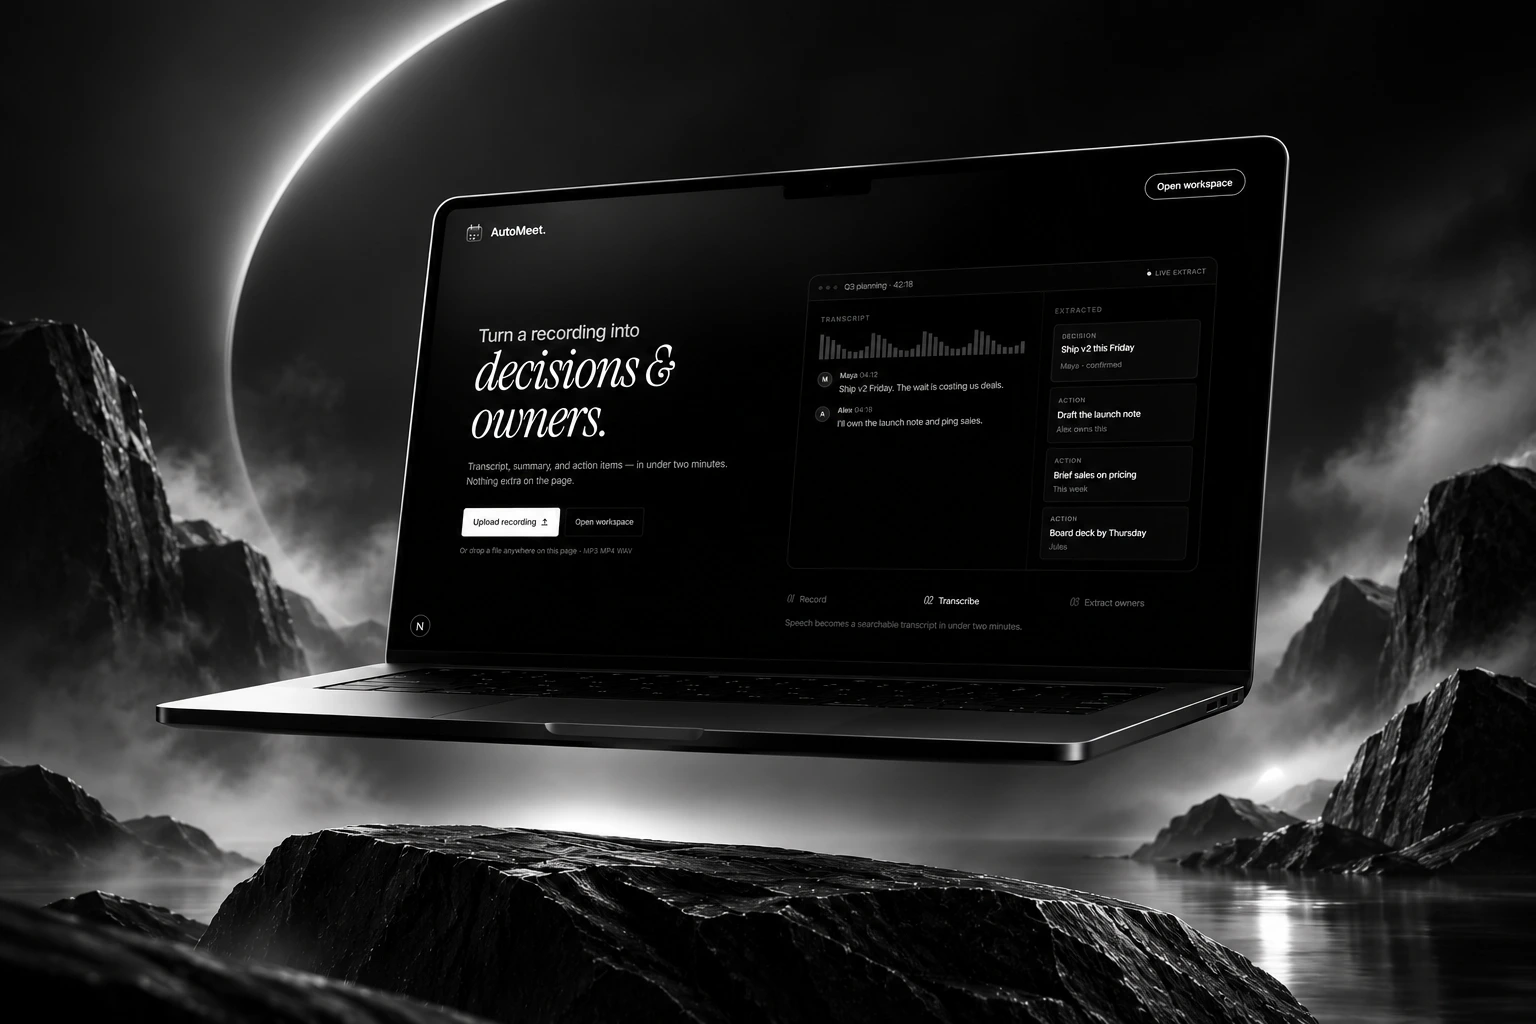 AutoMeet.
Open workspace
Turn a recording into
decisions &
owners.
Transcript, summary, and action items — in under two minutes.
Nothing extra on the page.
Upload recording
Open workspace
Or drop a file anywhere on this page · MP3 MP4 WAV
N
Q3 planning · 42:18
LIVE EXTRACT
TRANSCRIPT
M
Maya 04:12
Ship v2 Friday. The wait is costing us deals.
A
Alex 04:19
I'll own the launch note and ping sales.
EXTRACTED
DECISION
Ship v2 this Friday
Maya · confirmed
ACTION
Draft the launch note
Alex owns this
ACTION
Brief sales on pricing
This week
ACTION
Board deck by Thursday
Jules
01 Record
02 Transcribe
03 Extract owners
Speech becomes a searchable transcript in under two minutes.